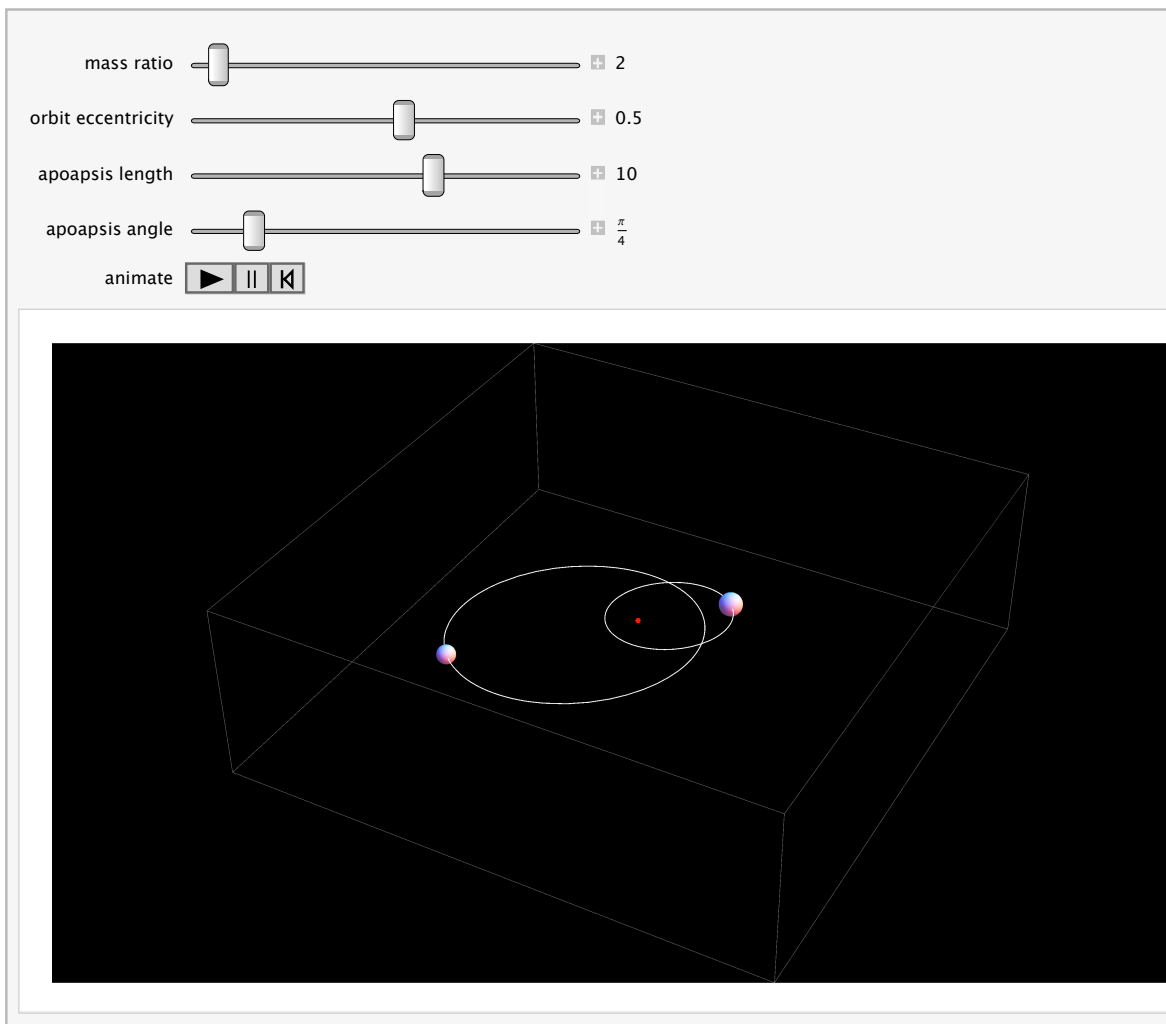 mass ratio 2
orbit eccentricity 0.5
apoapsis length 10
apoapsis angle π/4
animate